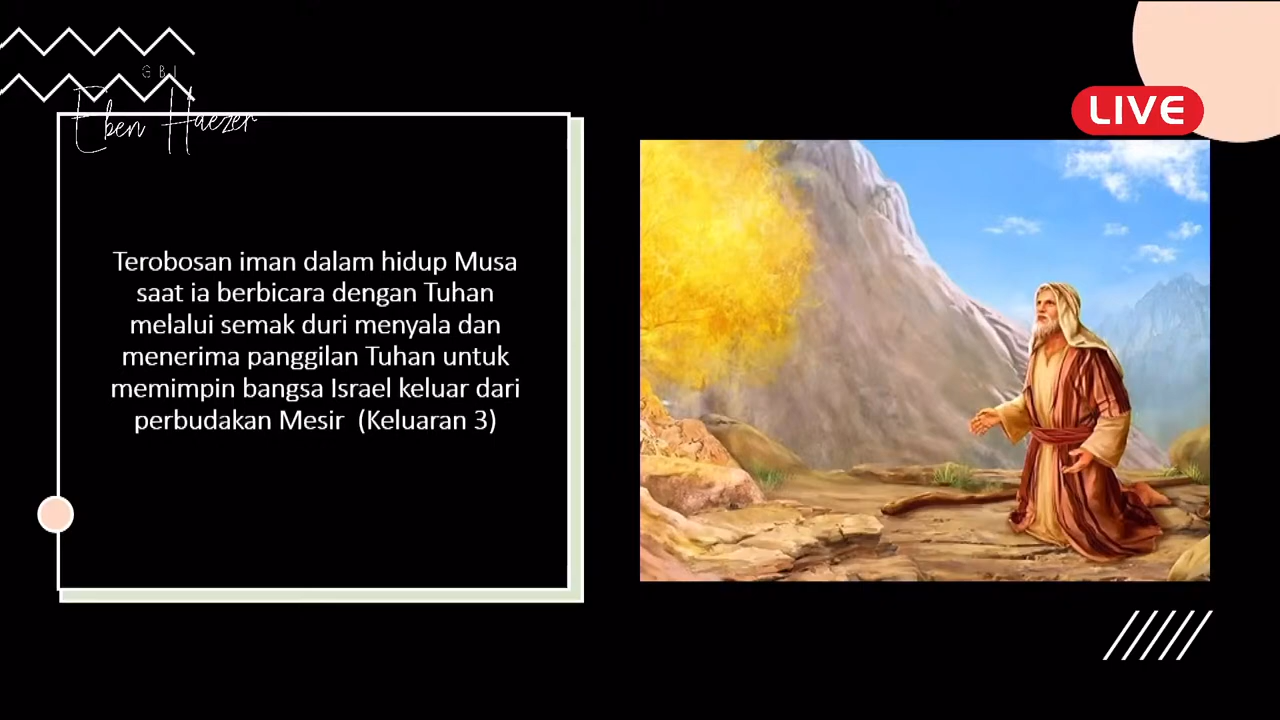 GBI
Eben Haezer
LIVE
Terobosan iman dalam hidup Musa
saat ia berbicara dengan Tuhan
melalui semak duri menyala dan
menerima panggilan Tuhan untuk
memimpin bangsa Israel keluar dari
perbudakan Mesir  (Keluaran 3)